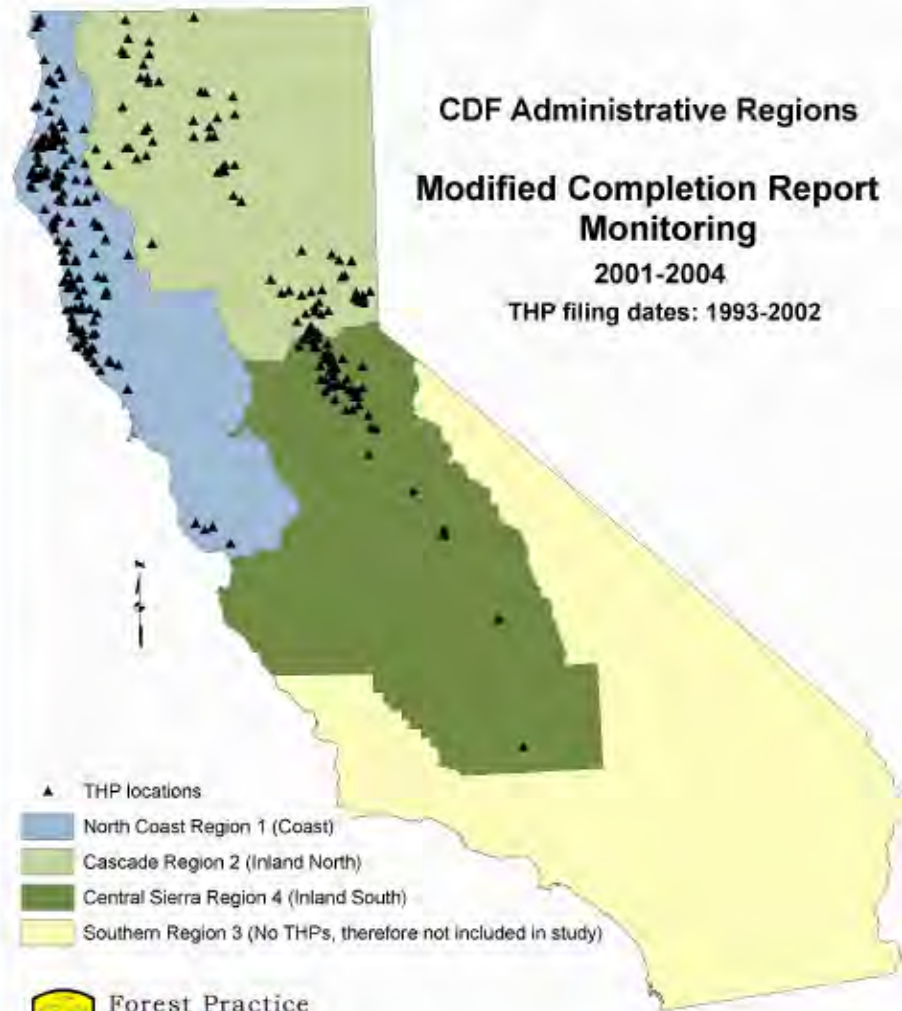 CDF Administrative Regions
Modified Completion Report
Monitoring
2001-2004
THP filing dates: 1993-2002
THP locations
North Coast Region 1 (Coast)
Cascade Region 2 (Inland North)
Central Sierra Region 4 (Inland South)
Southern Region 3 (No THPs, therefore not included in study)
Forest Practice